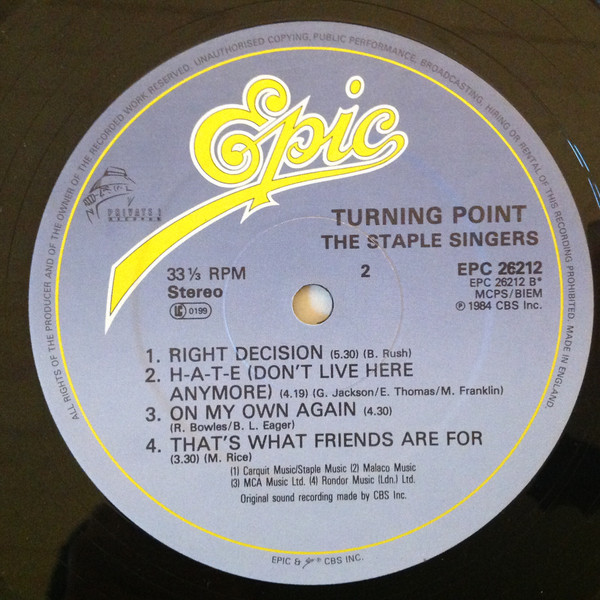 ALL RIGHTS OF THE PRODUCER AND OF THE OWNER OF THE RECORDED WORK RESERVED. UNAUTHORISED COPYING, PUBLIC PERFORMANCE, BROADCASTING, HIRING OR RENTAL OF THIS RECORDING PROHIBITED. MADE IN ENGLAND.
Epic
PRIVATE I
RECORDS
TURNING POINT
THE STAPLE SINGERS
33 ⅓ RPM
Stereo
LC 0199
2
EPC 26212
EPC 26212 B*
MCPS/BIEM
℗ 1984 CBS Inc.
1. RIGHT DECISION (5.30) (B. Rush)
2. H-A-T-E (DON'T LIVE HERE
ANYMORE) (4.19) (G. Jackson/E. Thomas/M. Franklin)
3. ON MY OWN AGAIN (4.30)
(R. Bowles/B. L. Eager)
4. THAT'S WHAT FRIENDS ARE FOR
(3.30) (M. Rice)
(1) Carquit Music/Staple Music (2) Malaco Music
(3) MCA Music Ltd. (4) Rondor Music (Ldn.) Ltd.
Original sound recording made by CBS Inc.
EPIC & Epic ® CBS INC.